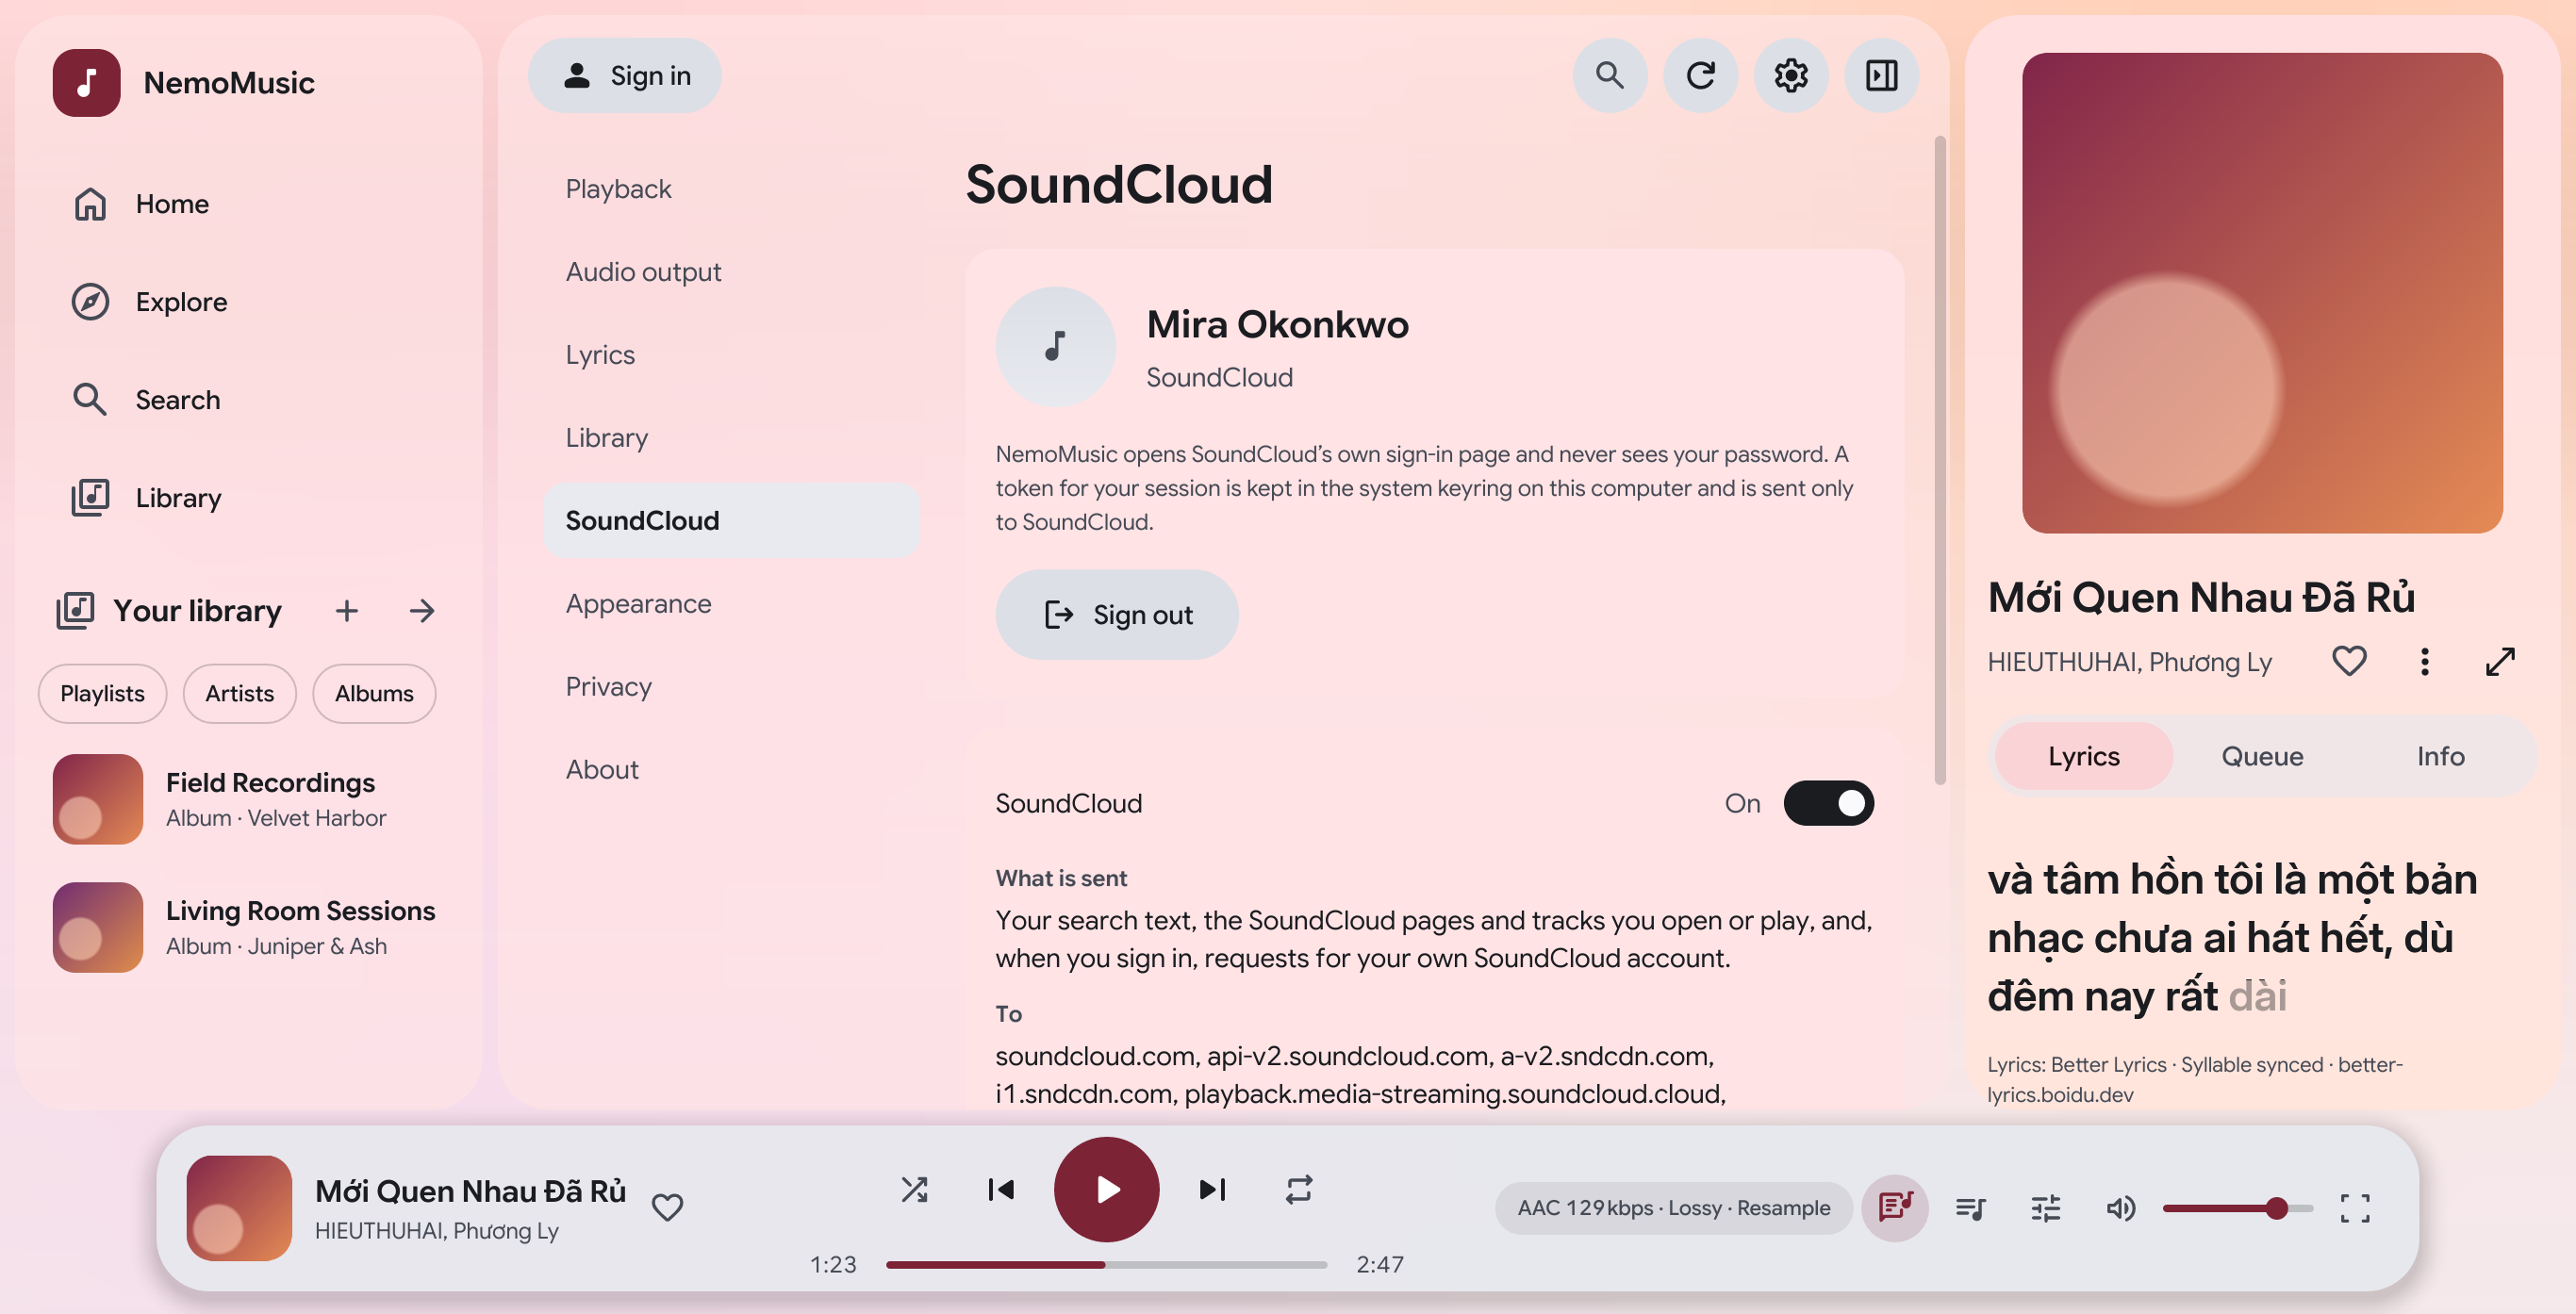 NemoMusic
Home
Explore
Search
Library
Your library
Playlists
Artists
Albums
Field Recordings
Album · Velvet Harbor
Living Room Sessions
Album · Juniper & Ash
Sign in
Playback
Audio output
Lyrics
Library
SoundCloud
Appearance
Privacy
About
SoundCloud
Mira Okonkwo
SoundCloud
NemoMusic opens SoundCloud’s own sign-in page and never sees your password. A
token for your session is kept in the system keyring on this computer and is sent only
to SoundCloud.
Sign out
SoundCloud
On
What is sent
Your search text, the SoundCloud pages and tracks you open or play, and,
when you sign in, requests for your own SoundCloud account.
To
soundcloud.com, api-v2.soundcloud.com, a-v2.sndcdn.com,
i1.sndcdn.com, playback.media-streaming.soundcloud.cloud,
Mới Quen Nhau Đã Rủ
HIEUTHUHAI, Phương Ly
Lyrics
Queue
Info
và tâm hồn tôi là một bản
nhạc chưa ai hát hết, dù
đêm nay rất dài
Lyrics: Better Lyrics · Syllable synced · better-
lyrics.boidu.dev
Mới Quen Nhau Đã Rủ
HIEUTHUHAI, Phương Ly
1:23
2:47
AAC 129 kbps · Lossy · Resample